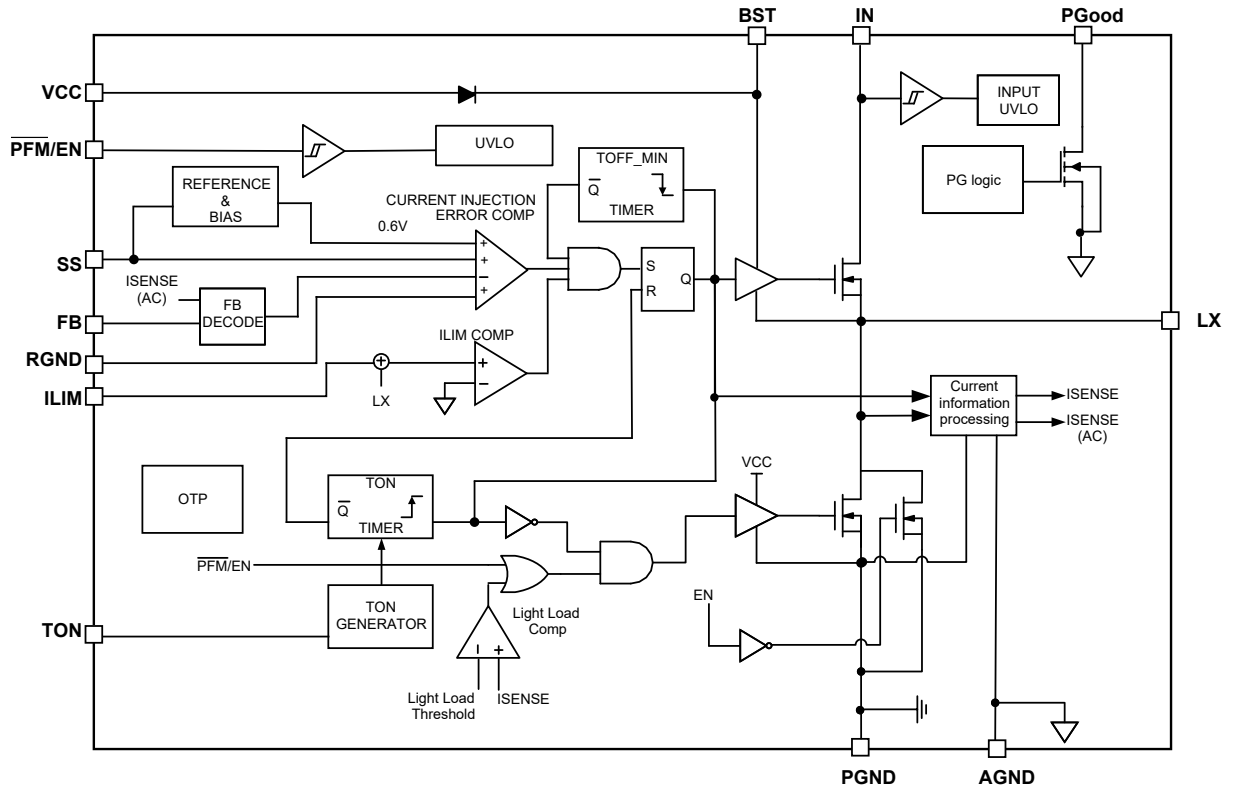 BST
IN
PGood
VCC
PFM/EN
UVLO
INPUT
UVLO
REFERENCE
&
BIAS
CURRENT INJECTION
ERROR COMP
0.6V
TOFF_MIN
Q
TIMER
PG logic
SS
+
+
−
+
S
R
Q
ISENSE
(AC)
FB
DECODE
FB
RGND
ILIM
ILIM COMP
+
−
LX
LX
Current
information
processing
ISENSE
ISENSE
(AC)
OTP
TON
Q
TIMER
VCC
PFM/EN
TON
TON
GENERATOR
Light Load
Comp
−
+
Light Load
Threshold
ISENSE
EN
PGND
AGND